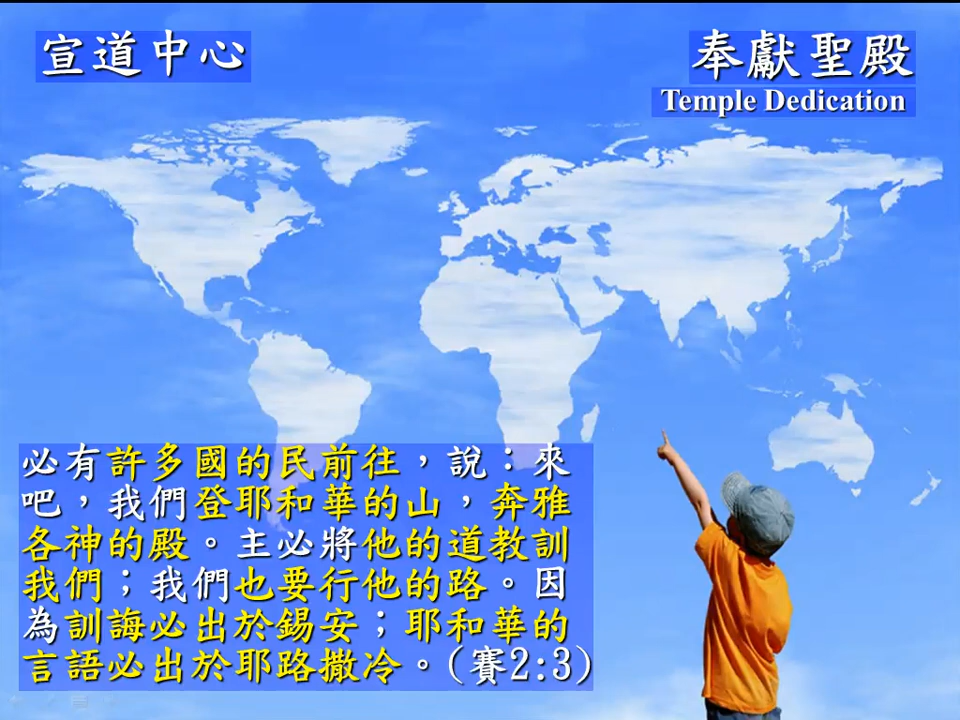 宣道中心
奉獻聖殿
Temple Dedication
必有許多國的民前往，說：來
吧，我們登耶和華的山，奔雅
各神的殿。主必將他的道教訓
我們；我們也要行他的路。因
為訓誨必出於錫安；耶和華的
言語必出於耶路撒冷。(賽2:3)